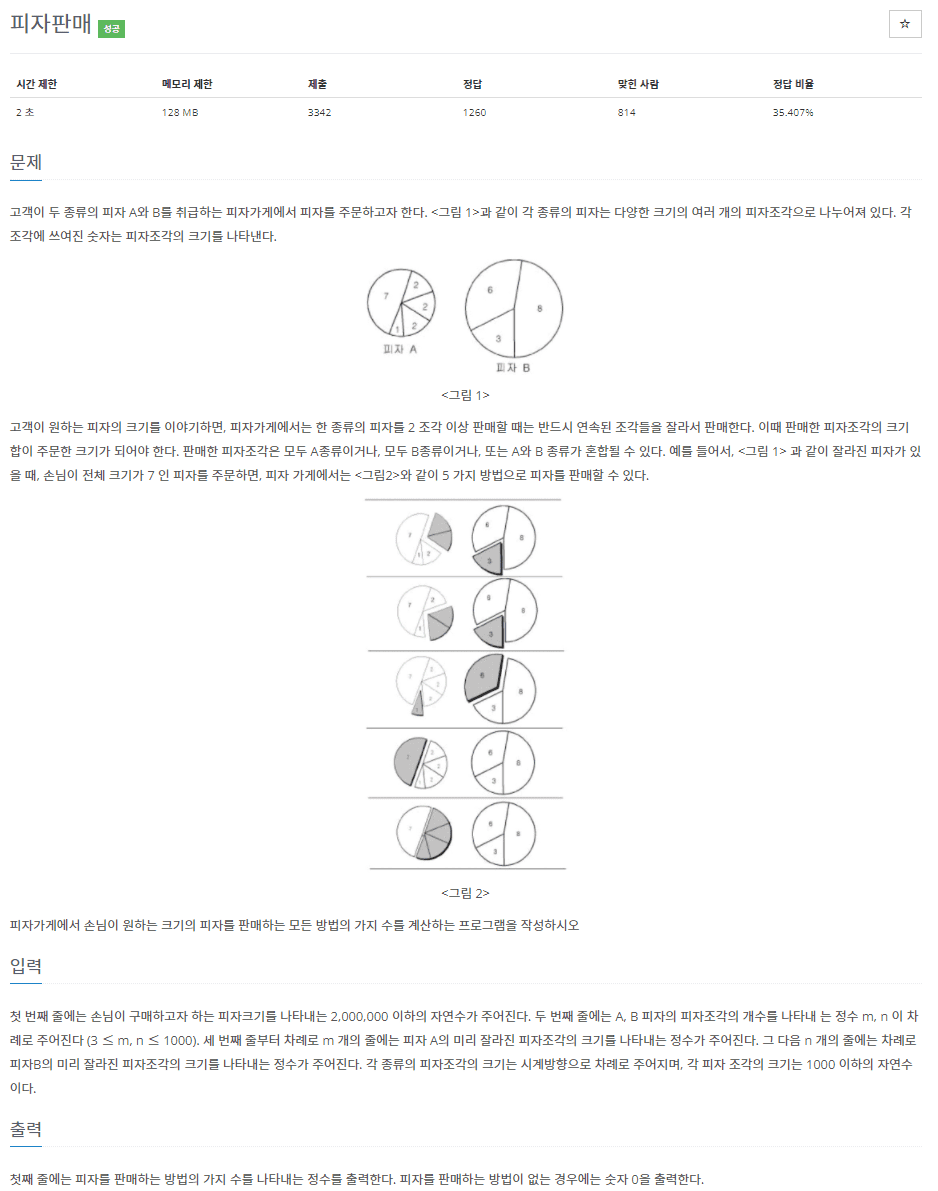 피자판매 성공
☆
시간 제한 메모리 제한 제출 정답 맞힌 사람 정답 비율
2 초 128 MB 3342 1260 814 35.407%
문제
고객이 두 종류의 피자 A와 B를 취급하는 피자가게에서 피자를 주문하고자 한다. <그림 1>과 같이 각 종류의 피자는 다양한 크기의 여러 개의 피자조각으로 나누어져 있다. 각
조각에 쓰여진 숫자는 피자조각의 크기를 나타낸다.
7 2 2 2 1
6 8 3
피자 A
피자 B
<그림 1>
고객이 원하는 피자의 크기를 이야기하면, 피자가게에서는 한 종류의 피자를 2 조각 이상 판매할 때는 반드시 연속된 조각들을 잘라서 판매한다. 이때 판매한 피자조각의 크기
합이 주문한 크기가 되어야 한다. 판매한 피자조각은 모두 A종류이거나, 모두 B종류이거나, 또는 A와 B 종류가 혼합될 수 있다. 예를 들어서, <그림 1> 과 같이 잘라진 피자가 있
을 때, 손님이 전체 크기가 7 인 피자를 주문하면, 피자 가게에서는 <그림2>와 같이 5 가지 방법으로 피자를 판매할 수 있다.
<그림 2>
피자가게에서 손님이 원하는 크기의 피자를 판매하는 모든 방법의 가지 수를 계산하는 프로그램을 작성하시오
입력
첫 번째 줄에는 손님이 구매하고자 하는 피자크기를 나타내는 2,000,000 이하의 자연수가 주어진다. 두 번째 줄에는 A, B 피자의 피자조각의 개수를 나타내 는 정수 m, n 이 차
례로 주어진다 (3 ≤ m, n ≤ 1000). 세 번째 줄부터 차례로 m 개의 줄에는 피자 A의 미리 잘라진 피자조각의 크기를 나타내는 정수가 주어진다. 그 다음 n 개의 줄에는 차례로
피자B의 미리 잘라진 피자조각의 크기를 나타내는 정수가 주어진다. 각 종류의 피자조각의 크기는 시계방향으로 차례로 주어지며, 각 피자 조각의 크기는 1000 이하의 자연수
이다.
출력
첫째 줄에는 피자를 판매하는 방법의 가지 수를 나타내는 정수를 출력한다. 피자를 판매하는 방법이 없는 경우에는 숫자 0을 출력한다.